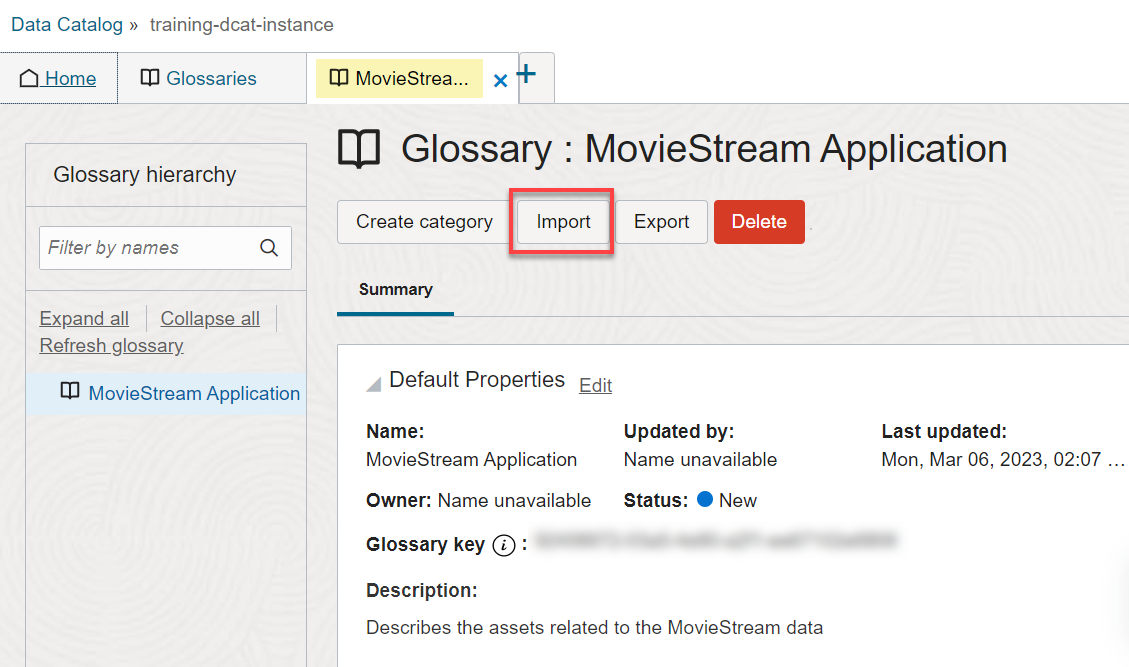 Data Catalog » training-dcat-instance
Home
Glossaries
MovieStrea...
Glossary hierarchy
Filter by names
Expand all
Collapse all
Refresh glossary
MovieStream Application
Glossary : MovieStream Application
Create category
Import
Export
Delete
Summary
Default Properties Edit
Name:
MovieStream Application
Updated by:
Name unavailable
Last updated:
Mon, Mar 06, 2023, 02:07 ...
Owner: Name unavailable
Status: New
Glossary key i :
Description:
Describes the assets related to the MovieStream data